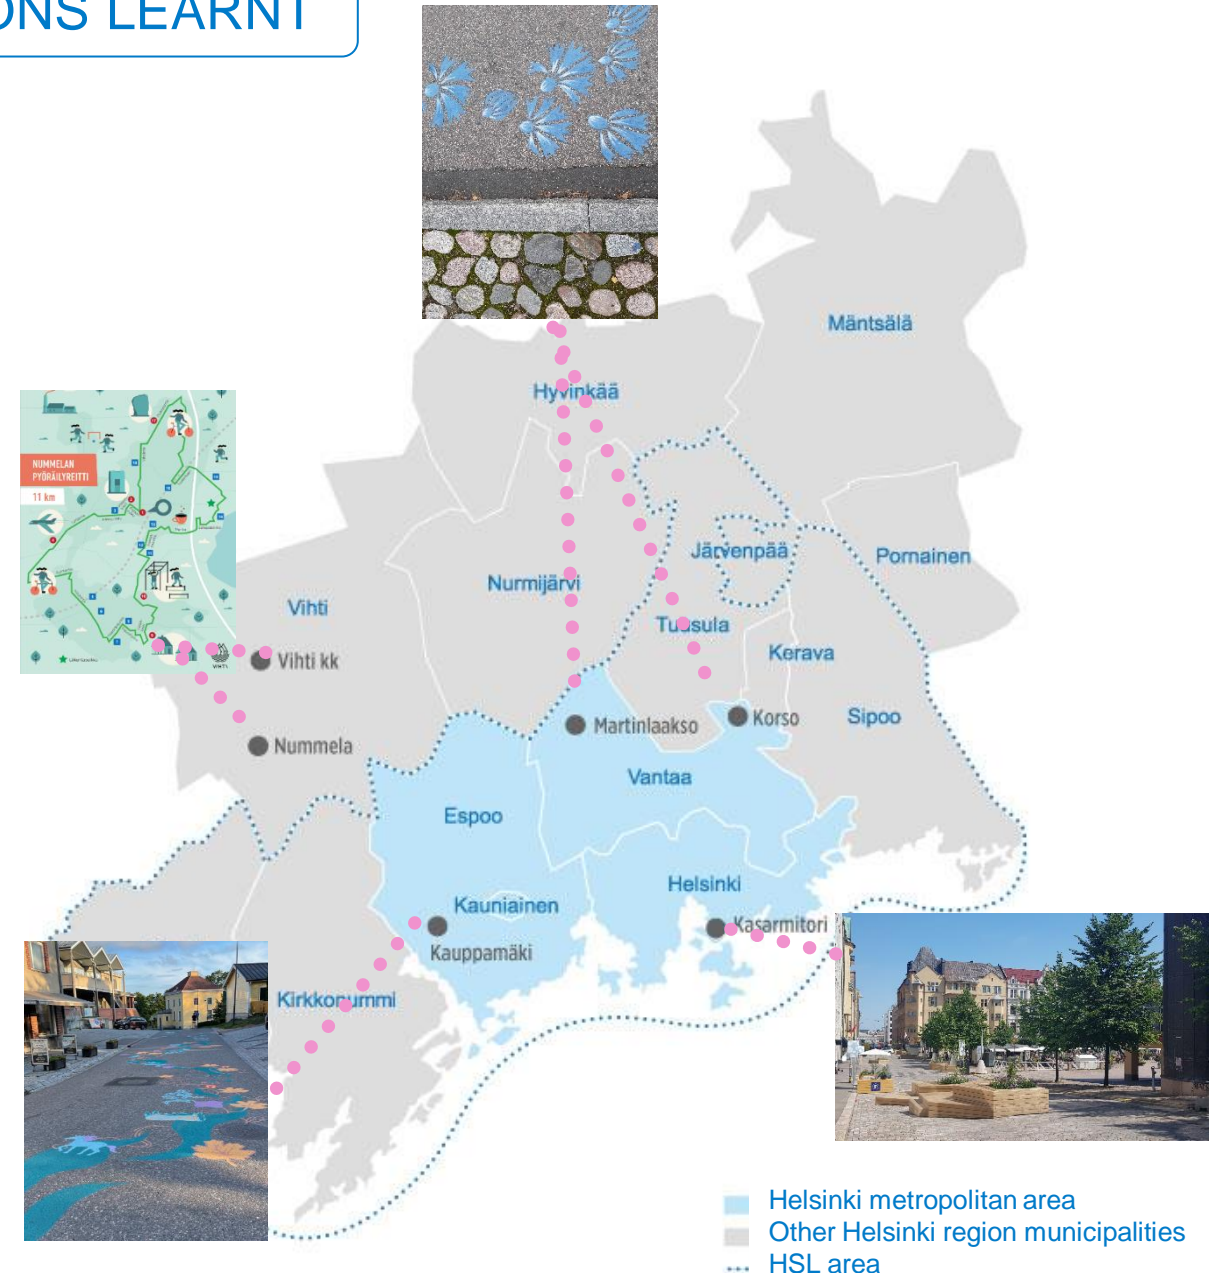 ONS LEARNT
Mäntsälä
Hyvinkää
NUMMELAN
PYÖRÄILYREITTI
11 km
Järvenpää
Pornainen
Nurmijärvi
Vihti
Tuusula
Kerava
Vihti kk
VIHTI
Sipoo
Korso
Martinlaakso
Nummela
Vantaa
Espoo
Helsinki
Kauniainen
Kasarmitori
Kauppamäki
Kirkkonummi
Helsinki metropolitan area
Other Helsinki region municipalities
HSL area